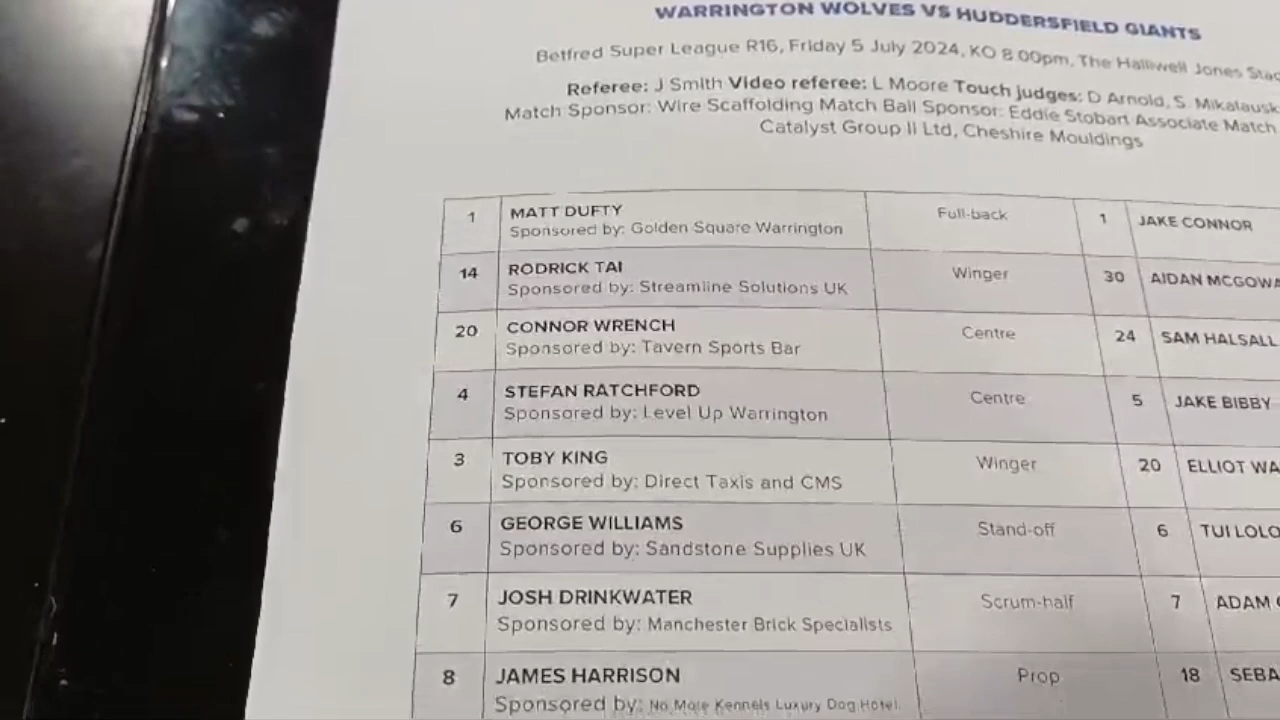 WARRINGTON WOLVES VS HUDDERSFIELD GIANTS
Betfred Super League R16, Friday 5 July 2024, KO 8.00pm, The Halliwell Jones
Referee: J Smith Video referee: L Moore Touch judges: D Arnold, S.
Match Sponsor: Wire Scaffolding Match Ball Sponsor: Eddie Stobart Associate Match
Catalyst Group II Ltd, Cheshire Mouldings
1 MATT DUFTY Full-back 1 JAKE CONNOR
Sponsored by: Golden Square Warrington
14 RODRICK TAI Winger 30 AIDAN
Sponsored by: Streamline Solutions UK
20 CONNOR WRENCH Centre 24 SAM HALSALL
Sponsored by: Tavern Sports Bar
4 STEFAN RATCHFORD Centre 5 JAKE BIBBY
Sponsored by: Level Up Warrington
3 TOBY KING Winger 20 ELLIOT
Sponsored by: Direct Taxis and CMS
6 GEORGE WILLIAMS Stand-off 6 TUI
Sponsored by: Sandstone Supplies UK
7 JOSH DRINKWATER Scrum-half 7 ADAM
Sponsored by: Manchester Brick Specialists
8 JAMES HARRISON Prop 18
Sponsored by: No More Kennels Luxury Dog Hotel